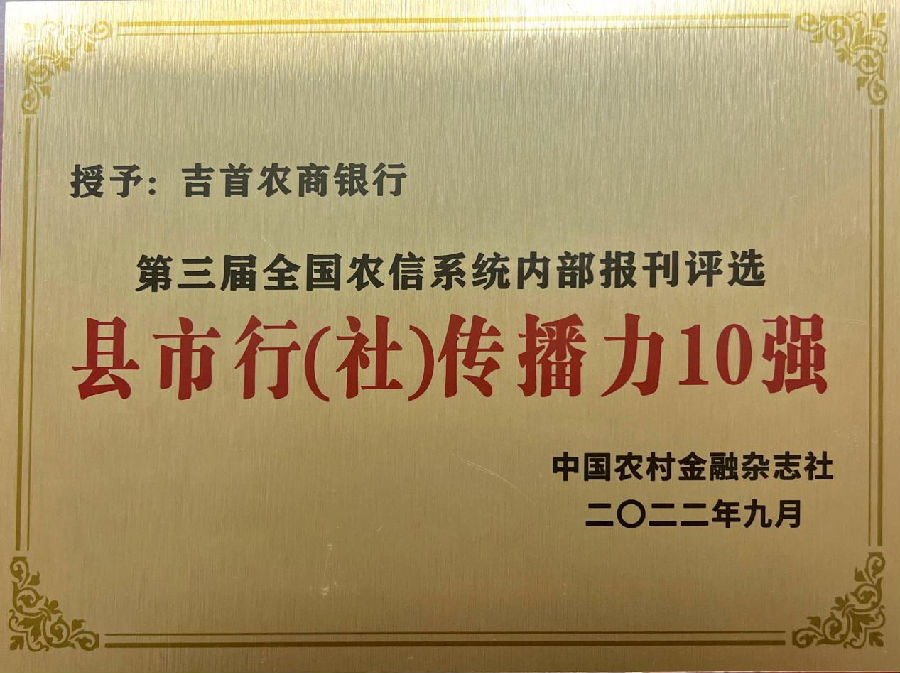 授予：吉首农商银行
第三届全国农信系统内部报刊评选
县市行(社)传播力10强
中国农村金融杂志社
二〇二二年九月